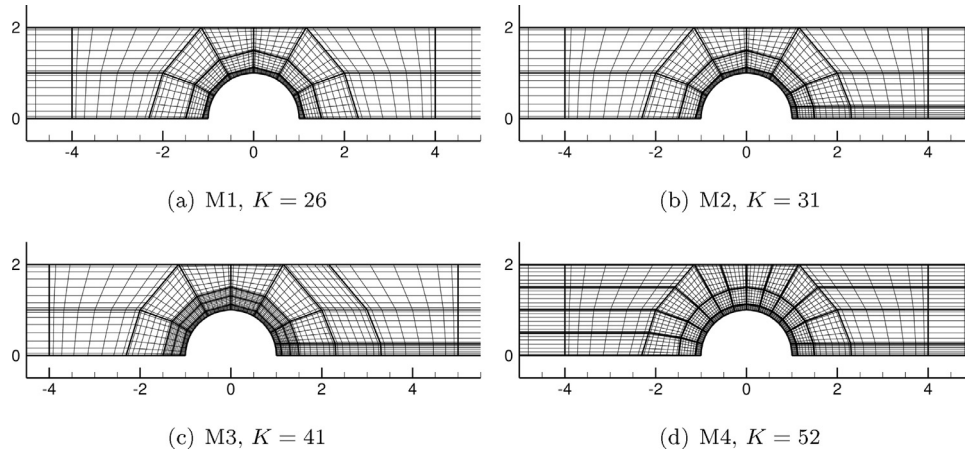 2
2
0
0
-4 -2 0 2 4
-4 -2 0 2 4
(a) M1, K = 26
(b) M2, K = 31
2
2
0
0
-4 -2 0 2 4
-4 -2 0 2 4
(c) M3, K = 41
(d) M4, K = 52